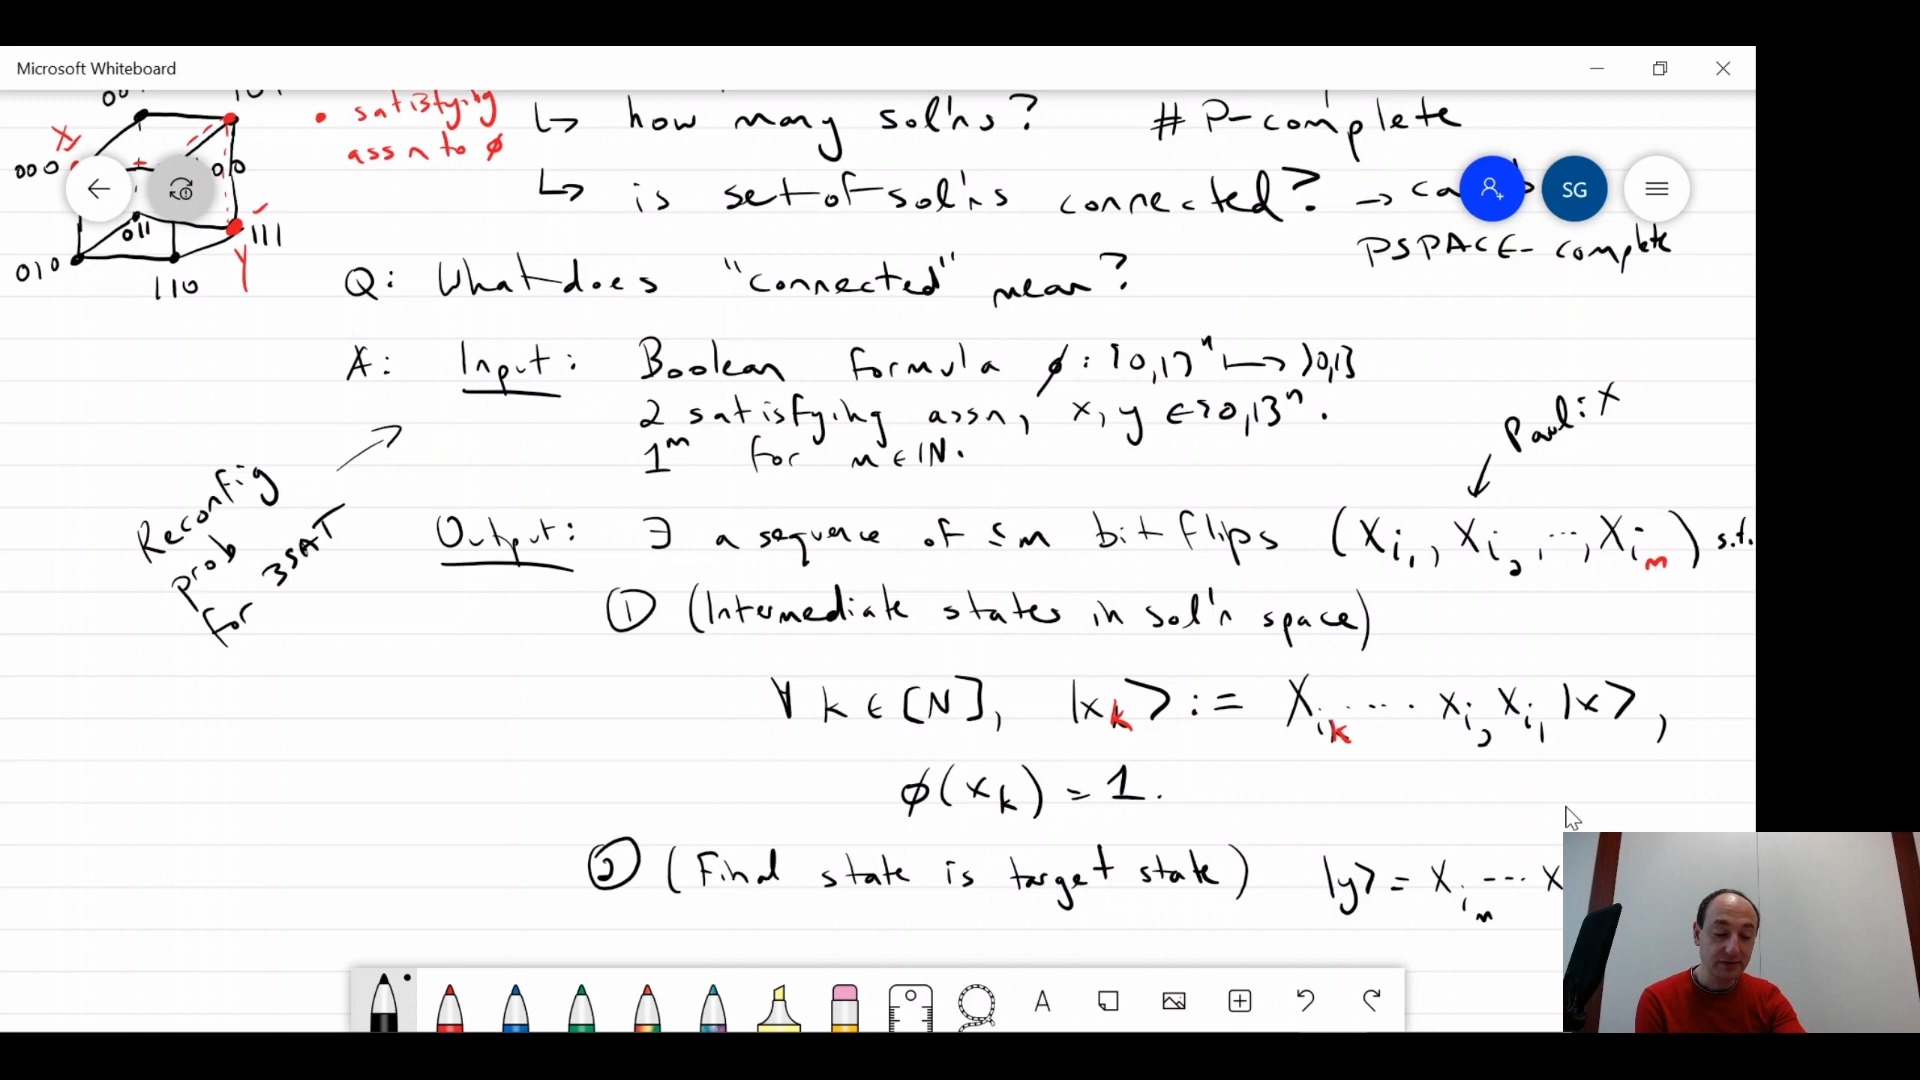 Microsoft Whiteboard
• satisfying
assn to ϕ
X
000
010
011
111
010
110
y
↳ how many sol'ns? #P-complete
↳ is set-of-sol'ns connected? →
SG
PSPACE-complete
Q: What does "connected" mean?
A: Input: Boolean formula ϕ: {0,1}ⁿ ↦ {0,1}
2 satisfying assn, x, y ∈ {0,1}ⁿ.
1ᵐ for m ∈ ℕ.
Pauli X
Reconfig
prob
for 3SAT
Output: ∃ a sequence of ≤m bit flips (X_{i_1}, X_{i_2}, ..., X_{i_m}) s.t.
① (Intermediate states in sol'n space)
∀ k ∈ [N], |x_k⟩ := X_{i_k} .... X_{i_2} X_{i_1} |x⟩,
ϕ(x_k) = 1.
② (Final state is target state) |y⟩ = X_{i_m} --- X
A